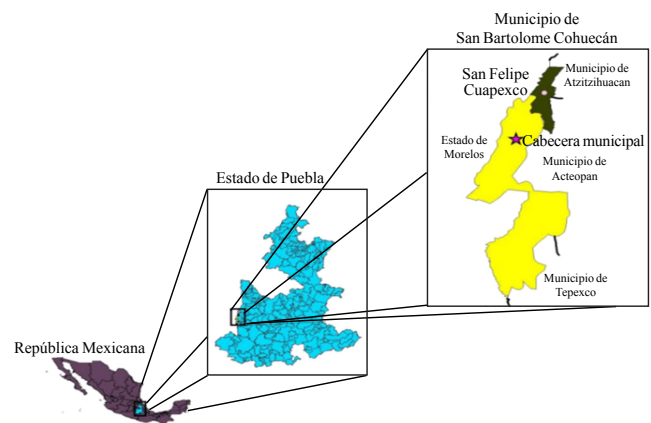 Municipio de
San Bartolome Cohuecán
San Felipe
Cuapexco
Municipio de
Atzitzihuacan
Cabecera municipal
Estado de
Morelos
Municipio de
Acteopan
Municipio de
Tepexco
Estado de Puebla
República Mexicana